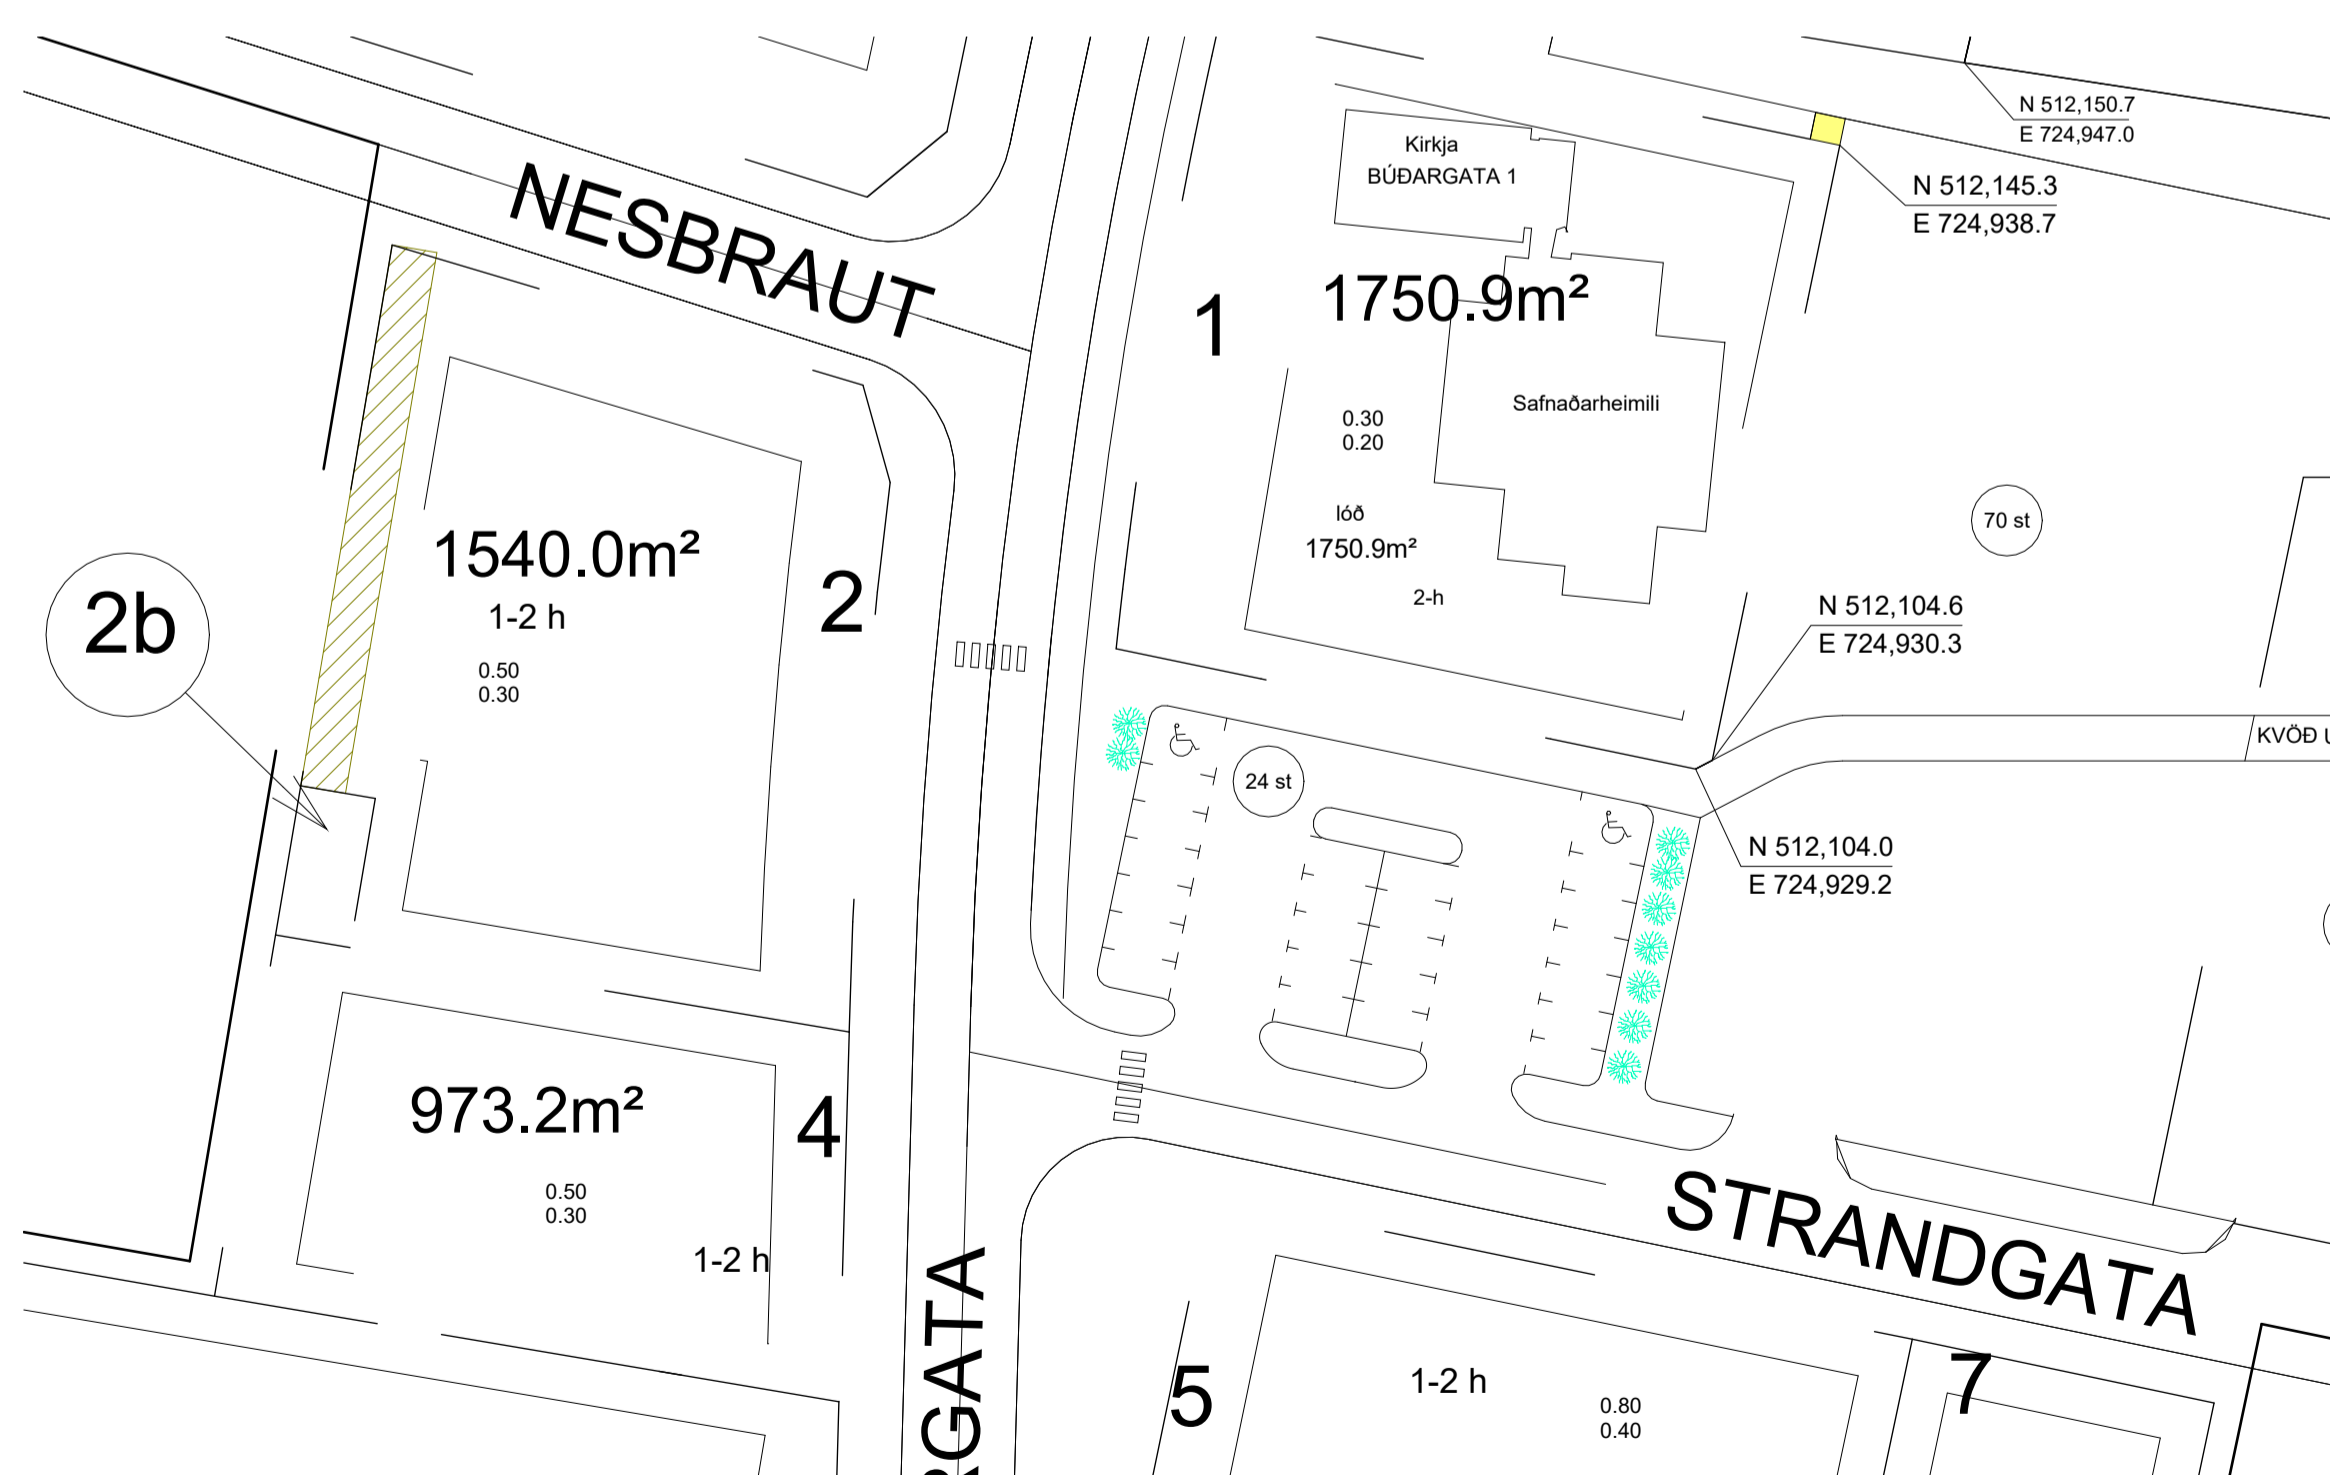 N 512,150.7
E 724,947.0
Kirkja
BÚÐARGATA 1
NESBRAUT
N 512,145.3
E 724,938.7
1
1750.9m²
Safnaðarheimili
0.30
0.20
lóð
1750.9m²
2-h
70 st
1540.0m²
1-2 h
0.50
0.30
2
2b
N 512,104.6
E 724,930.3
KVÖÐ
24 st
N 512,104.0
E 724,929.2
973.2m²
4
0.50
0.30
1-2 h
STRANDGATA
RGATA
5
1-2 h
0.80
0.40
7